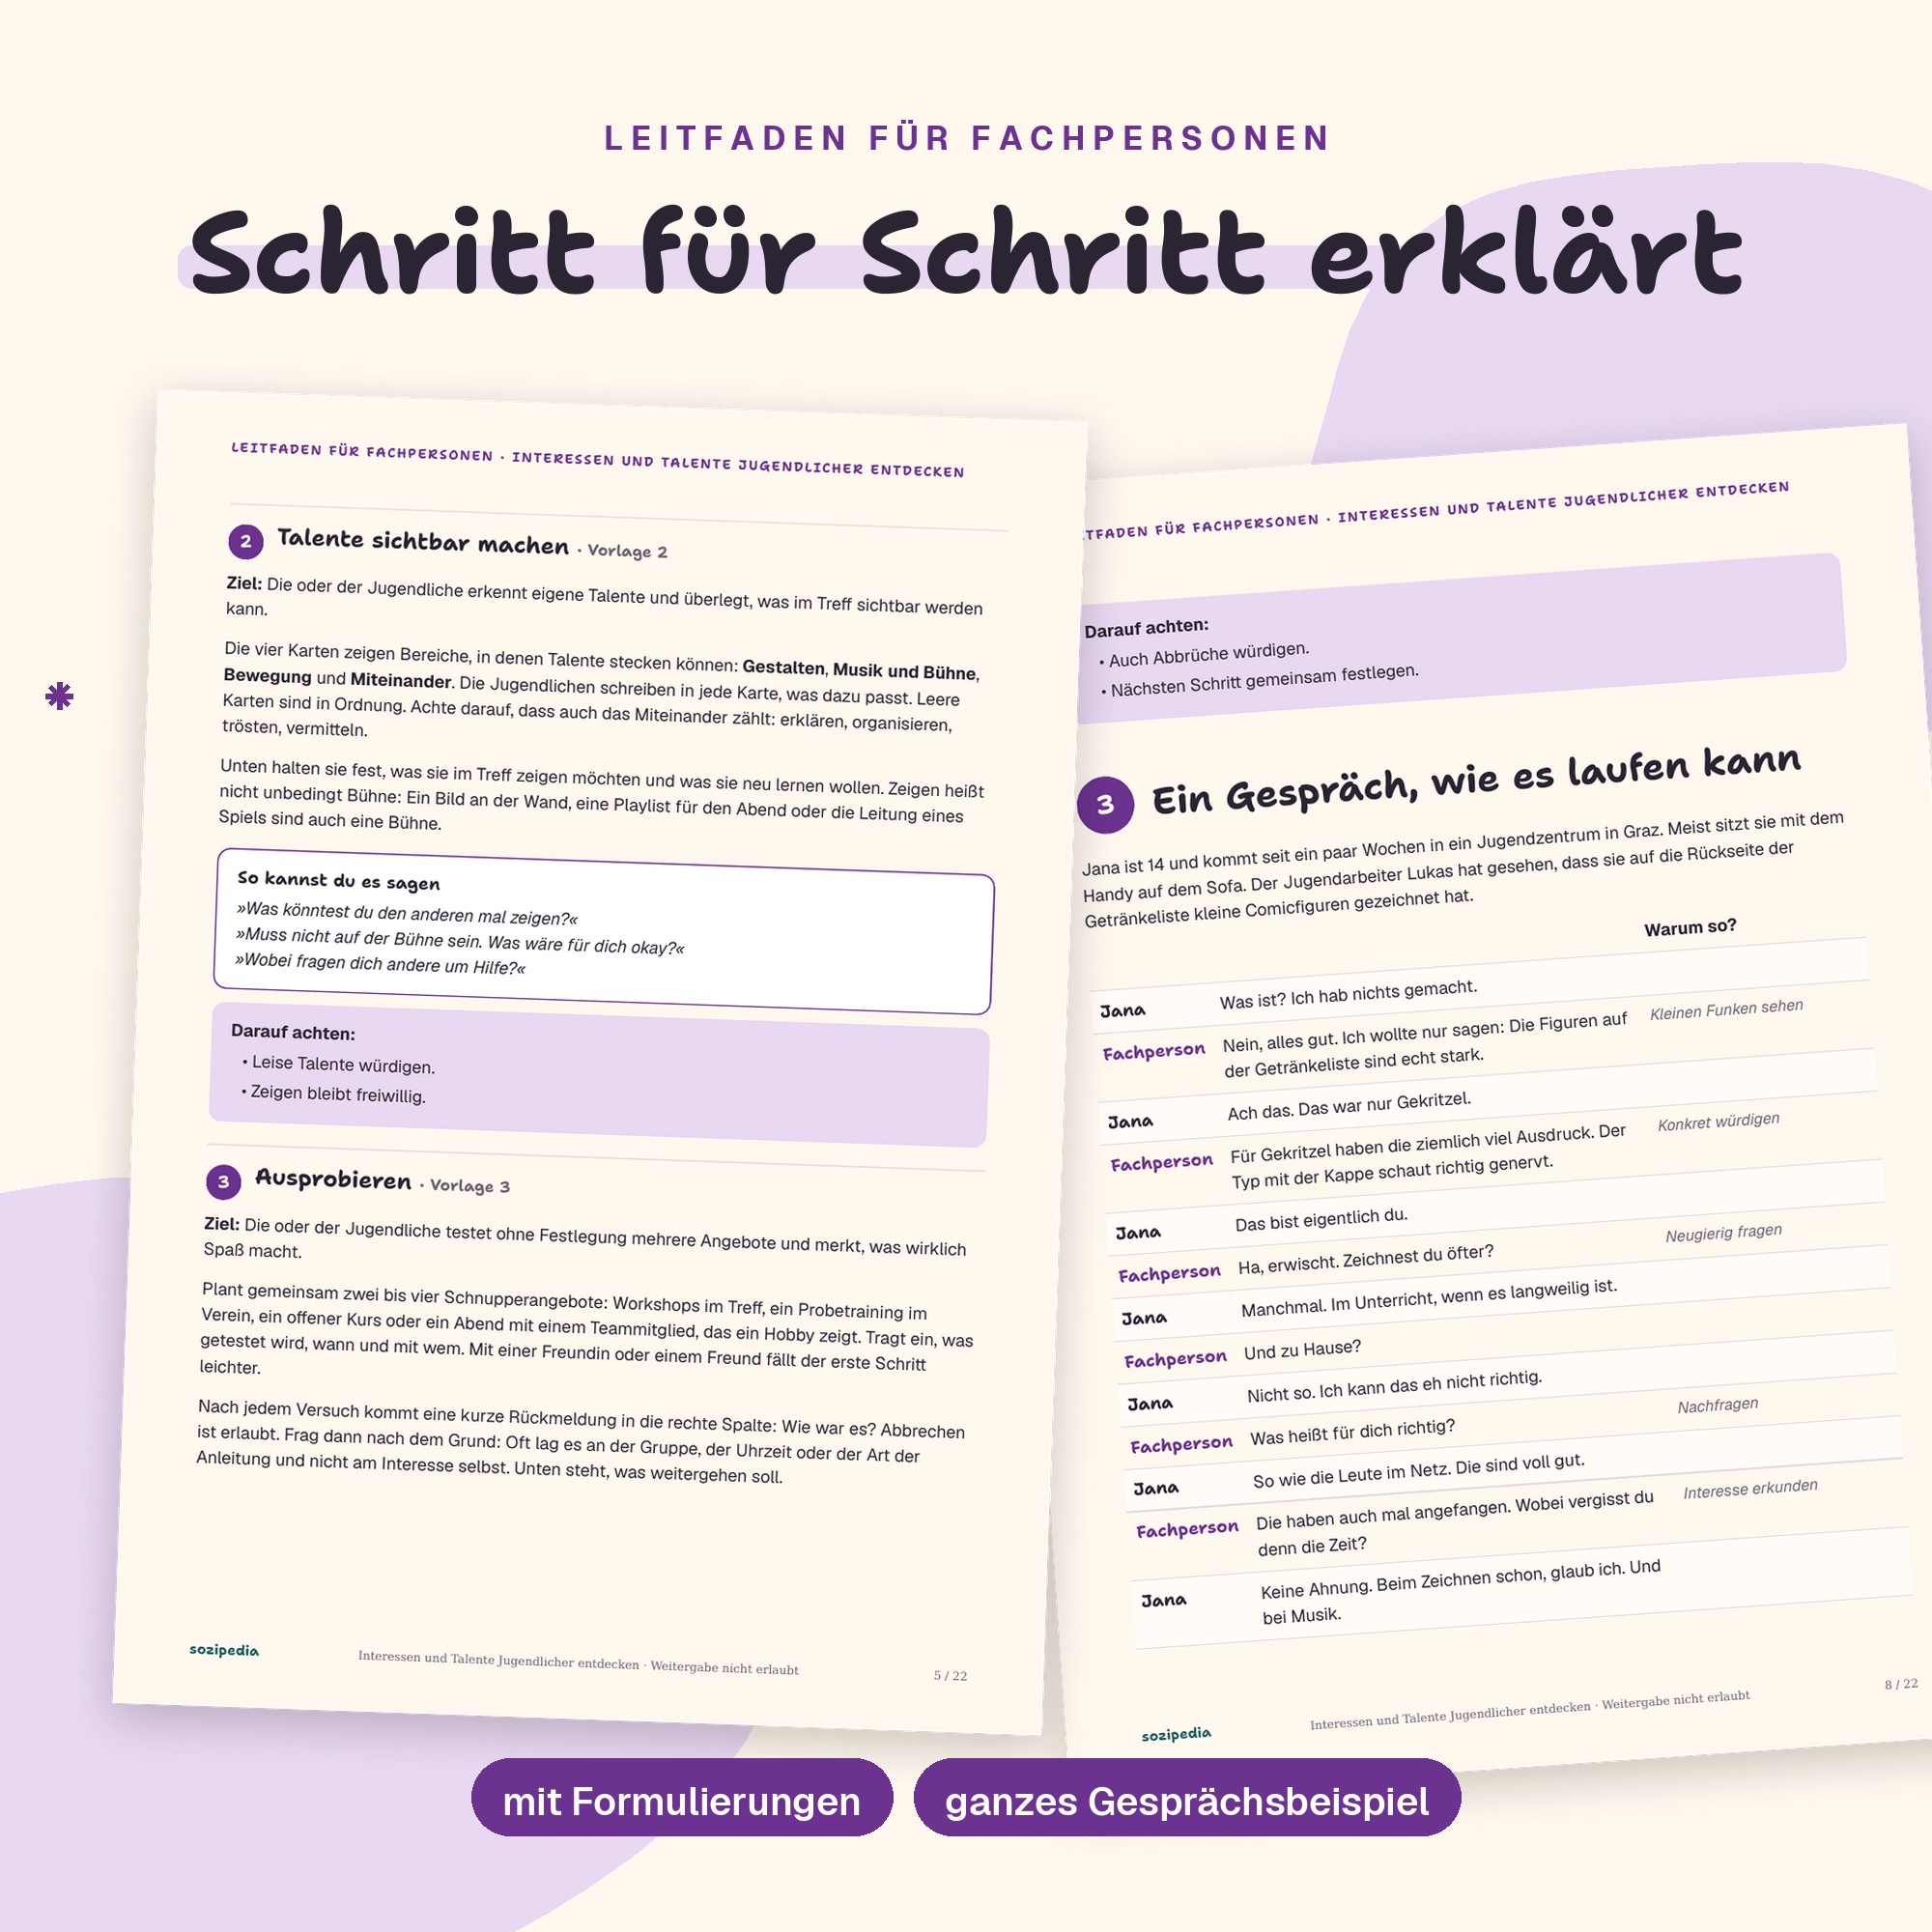 LEITFADEN FÜR FACHPERSONEN
Schritt für Schritt erklärt
LEITFADEN FÜR FACHPERSONEN · INTERESSEN UND TALENTE JUGENDLICHER ENTDECKEN
2 Talente sichtbar machen · Vorlage 2
Ziel: Die oder der Jugendliche erkennt eigene Talente und überlegt, was im Treff sichtbar werden
kann.
Die vier Karten zeigen Bereiche, in denen Talente stecken können: Gestalten, Musik und Bühne,
Bewegung und Miteinander. Die Jugendlichen schreiben in jede Karte, was dazu passt. Leere
Karten sind in Ordnung. Achte darauf, dass auch das Miteinander zählt: erklären, organisieren,
trösten, vermitteln.
Unten halten sie fest, was sie im Treff zeigen möchten und was sie neu lernen wollen. Zeigen heißt
nicht unbedingt Bühne: Ein Bild an der Wand, eine Playlist für den Abend oder die Leitung eines
Spiels sind auch eine Bühne.
So kannst du es sagen
»Was könntest du den anderen mal zeigen?«
»Muss nicht auf der Bühne sein. Was wäre für dich okay?«
»Wobei fragen dich andere um Hilfe?«
Darauf achten:
• Leise Talente würdigen.
• Zeigen bleibt freiwillig.
3 Ausprobieren · Vorlage 3
Ziel: Die oder der Jugendliche testet ohne Festlegung mehrere Angebote und merkt, was wirklich
Spaß macht.
Plant gemeinsam zwei bis vier Schnupperangebote: Workshops im Treff, ein Probetraining im
Verein, ein offener Kurs oder ein Abend mit einem Teammitglied, das ein Hobby zeigt. Tragt ein, was
getestet wird, wann und mit wem. Mit einer Freundin oder einem Freund fällt der erste Schritt
leichter.
Nach jedem Versuch kommt eine kurze Rückmeldung in die rechte Spalte: Wie war es? Abbrechen
ist erlaubt. Frag dann nach dem Grund: Oft lag es an der Gruppe, der Uhrzeit oder der Art der
Anleitung und nicht am Interesse selbst. Unten steht, was weitergehen soll.
sozipedia Interessen und Talente Jugendlicher entdecken · Weitergabe nicht erlaubt 5 / 22
TFADEN FÜR FACHPERSONEN · INTERESSEN UND TALENTE JUGENDLICHER ENTDECKEN
Darauf achten:
• Auch Abbrüche würdigen.
• Nächsten Schritt gemeinsam festlegen.
3 Ein Gespräch, wie es laufen kann
Jana ist 14 und kommt seit ein paar Wochen in ein Jugendzentrum in Graz. Meist sitzt sie mit dem
Handy auf dem Sofa. Der Jugendarbeiter Lukas hat gesehen, dass sie auf die Rückseite der
Getränkeliste kleine Comicfiguren gezeichnet hat.
Warum so?
Jana Was ist? Ich hab nichts gemacht.
Fachperson Nein, alles gut. Ich wollte nur sagen: Die Figuren auf Kleinen Funken sehen
der Getränkeliste sind echt stark.
Jana Ach das. Das war nur Gekritzel.
Fachperson Für Gekritzel haben die ziemlich viel Ausdruck. Der Konkret würdigen
Typ mit der Kappe schaut richtig genervt.
Jana Das bist eigentlich du.
Fachperson Ha, erwischt. Zeichnest du öfter? Neugierig fragen
Jana Manchmal. Im Unterricht, wenn es langweilig ist.
Fachperson Und zu Hause?
Jana Nicht so. Ich kann das eh nicht richtig.
Fachperson Was heißt für dich richtig? Nachfragen
Jana So wie die Leute im Netz. Die sind voll gut.
Fachperson Die haben auch mal angefangen. Wobei vergisst du Interesse erkunden
denn die Zeit?
Jana Keine Ahnung. Beim Zeichnen schon, glaub ich. Und
bei Musik.
sozipedia Interessen und Talente Jugendlicher entdecken · Weitergabe nicht erlaubt 8 / 22
mit Formulierungen
ganzes Gesprächsbeispiel